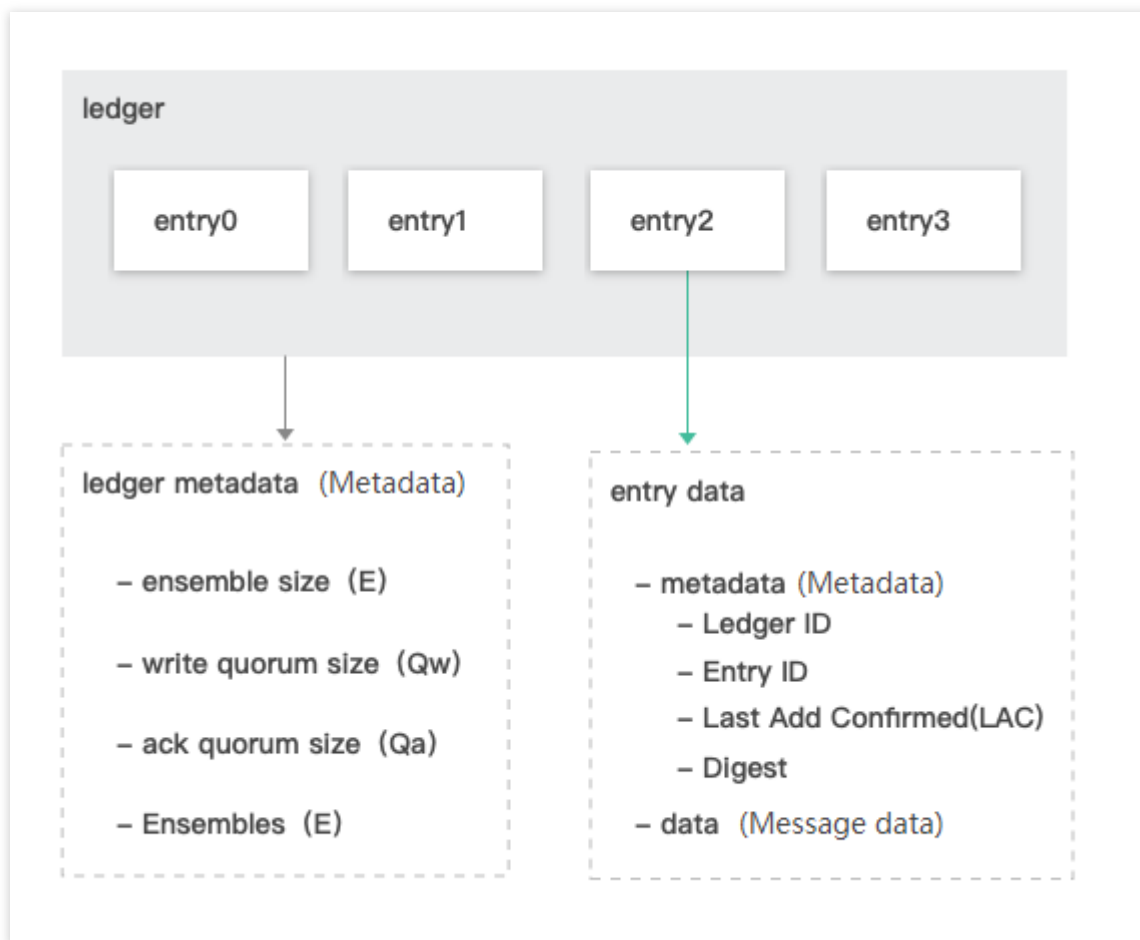 ledger
entry0 entry1 entry2 entry3
ledger metadata (Metadata)
– ensemble size (E)
– write quorum size (Qw)
– ack quorum size (Qa)
– Ensembles (E)
entry data
– metadata (Metadata)
– Ledger ID
– Entry ID
– Last Add Confirmed(LAC)
– Digest
– data (Message data)